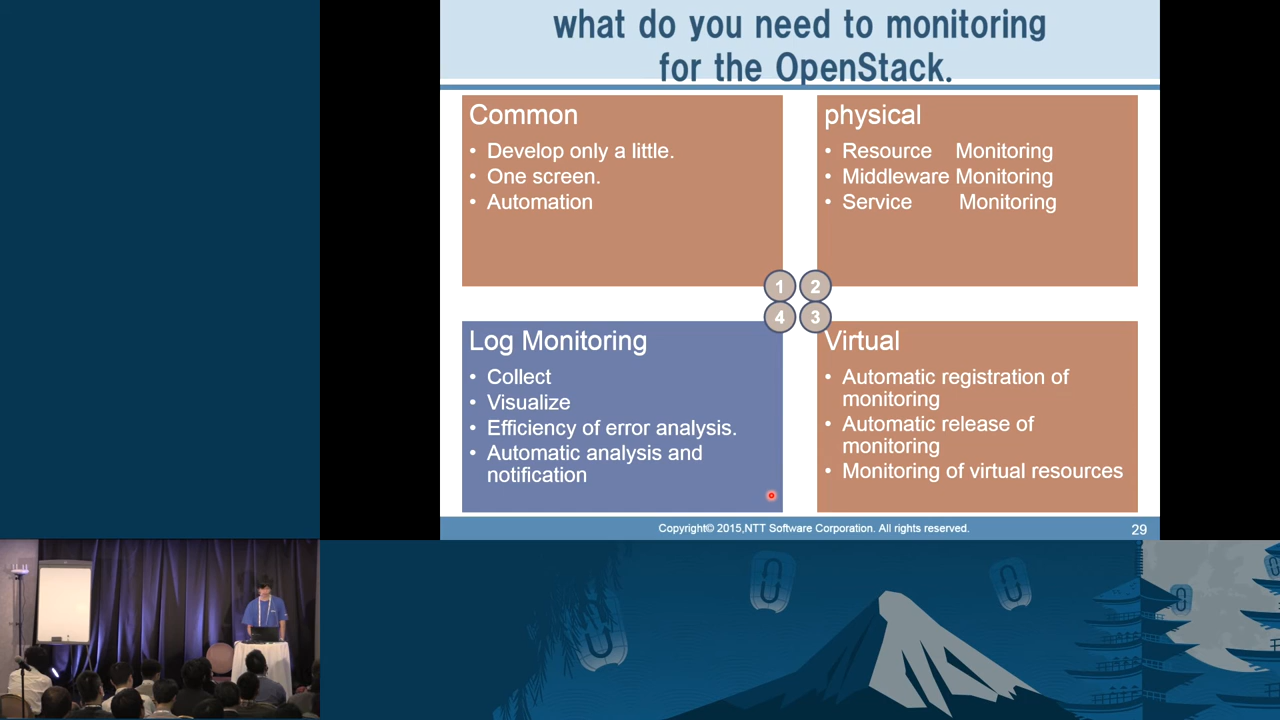 what do you need to monitoring
for the OpenStack.
Common
• Develop only a little.
• One screen.
• Automation
physical
• Resource Monitoring
• Middleware Monitoring
• Service Monitoring
1 2
4 3
Log Monitoring
• Collect
• Visualize
• Efficiency of error analysis.
• Automatic analysis and
notification
Virtual
• Automatic registration of
monitoring
• Automatic release of
monitoring
• Monitoring of virtual resources
Copyright© 2015,NTT Software Corporation. All rights reserved.
29